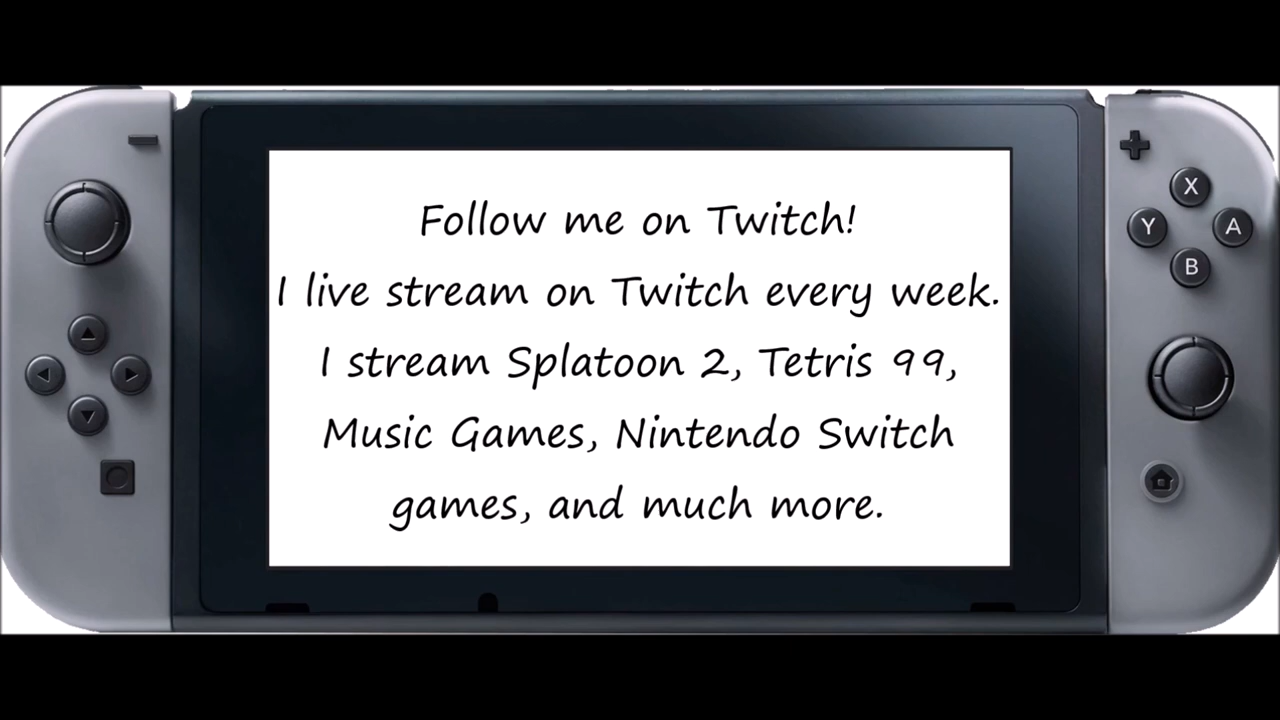 Follow me on Twitch!
I live stream on Twitch every week.
I stream Splatoon 2, Tetris 99,
Music Games, Nintendo Switch
games, and much more.
X
Y
A
B